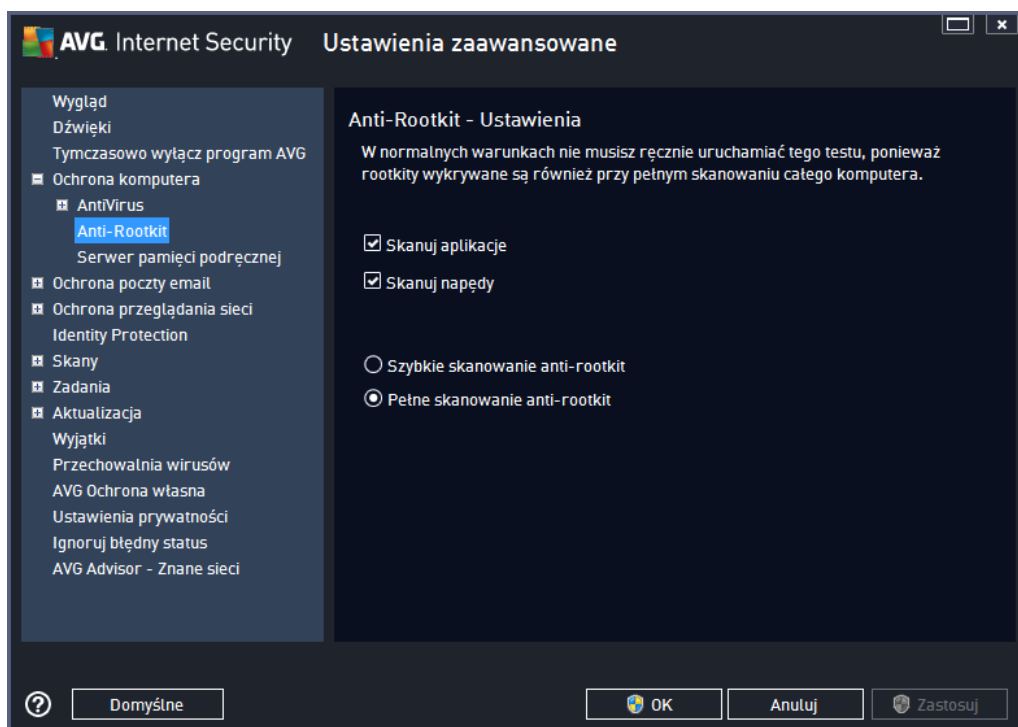 AVG. Internet Security Ustawienia zaawansowane
Wygląd
Dźwięki
Tymczasowo wyłącz program AVG
Ochrona komputera
AntiVirus
Anti-Rootkit
Serwer pamięci podręcznej
Ochrona poczty email
Ochrona przeglądania sieci
Identity Protection
Skany
Zadania
Aktualizacja
Wyjątki
Przechowalnia wirusów
AVG Ochrona własna
Ustawienia prywatności
Ignoruj błędny status
AVG Advisor - Znane sieci
Anti-Rootkit - Ustawienia
W normalnych warunkach nie musisz ręcznie uruchamiać tego testu, ponieważ
rootkity wykrywane są również przy pełnym skanowaniu całego komputera.
Skanuj aplikacje
Skanuj napędy
Szybkie skanowanie anti-rootkit
Pełne skanowanie anti-rootkit
Domyślne
OK
Anuluj
Zastosuj